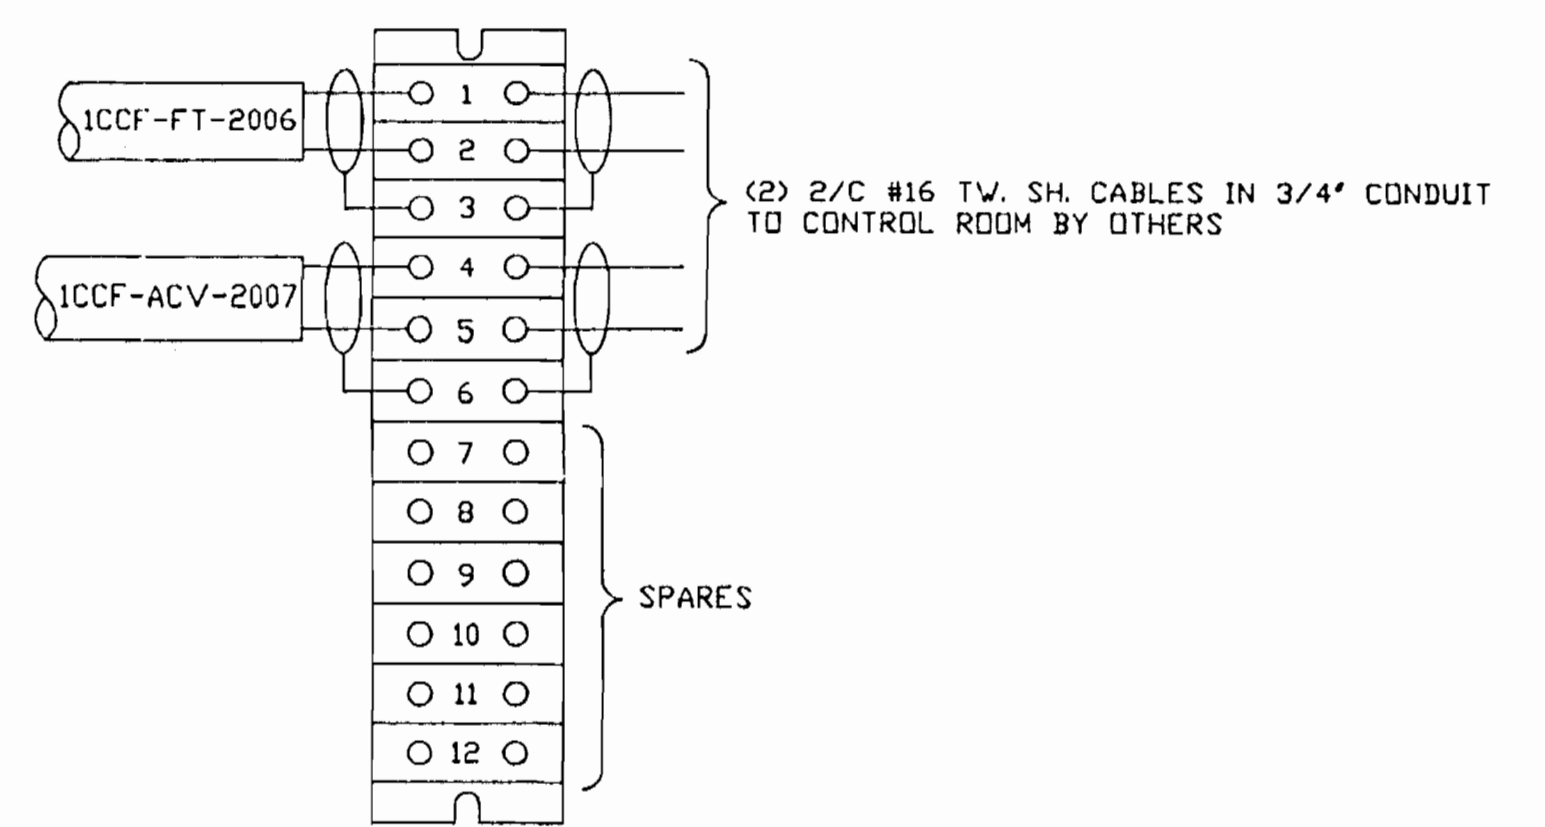 1
1CCF-FT-2006
2
3
(2) 2/C #16 TW. SH. CABLES IN 3/4" CONDUIT
TO CONTROL ROOM BY OTHERS
4
1CCF-ACV-2007
5
6
7
8
9
SPARES
10
11
12